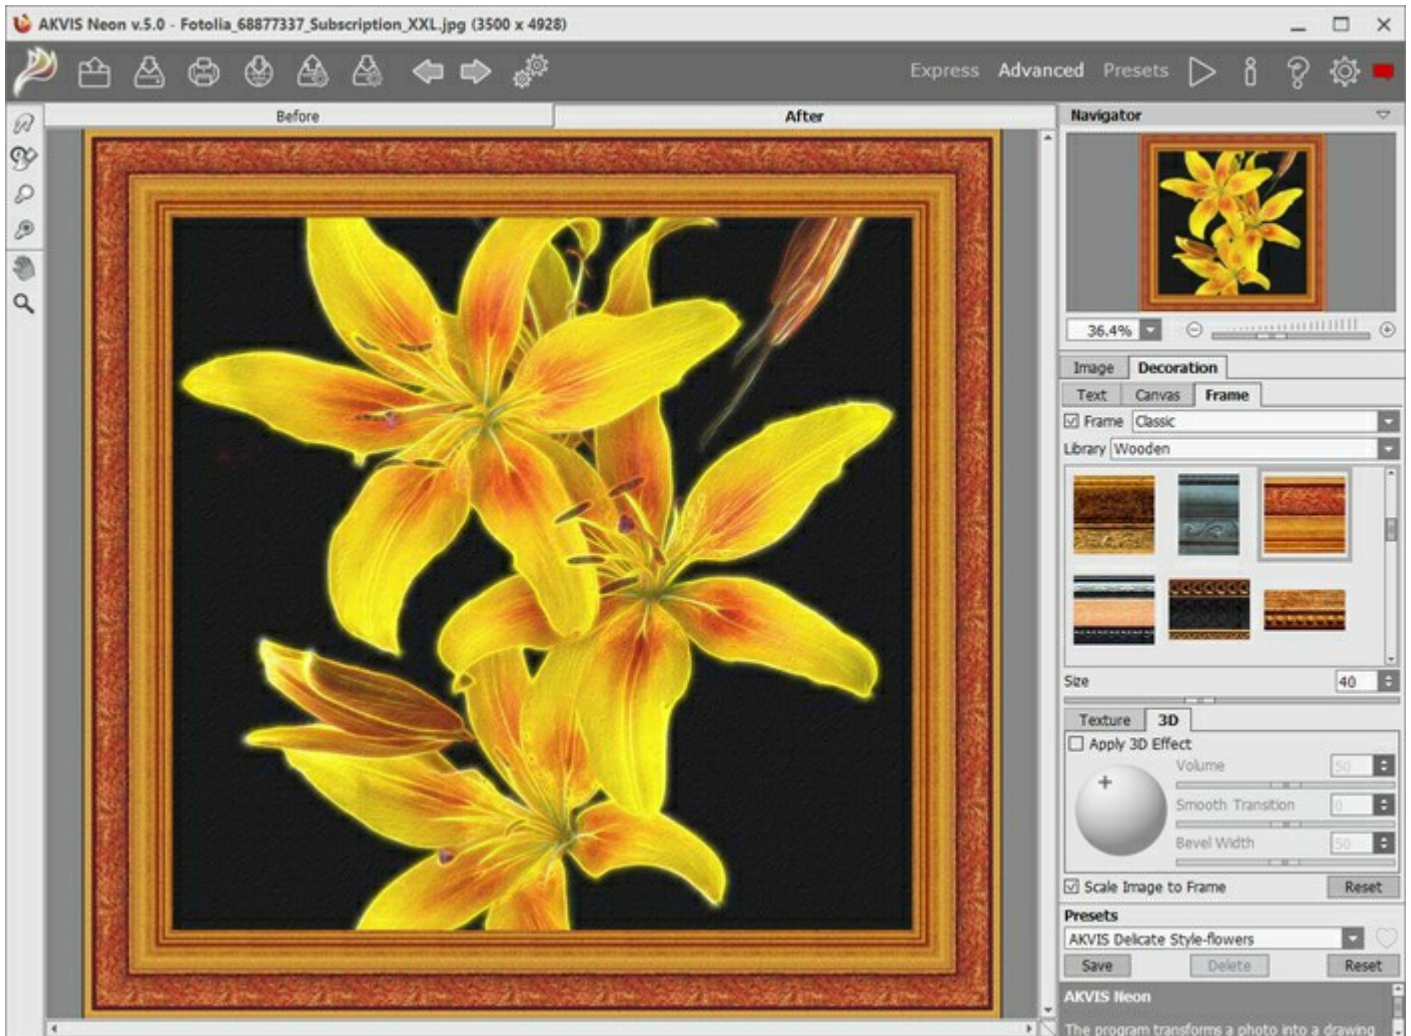 AKVIS Neon v.5.0 - Fotolia_68877337_Subscription_XXL.jpg (3500 x 4928)
Express Advanced Presets
Before After
Navigator
36.4%
Image Decoration
Text Canvas Frame
Frame Classic
Library Wooden
Size 40
Texture 3D
Apply 3D Effect
Volume 50
Smooth Transition 0
Bevel Width 50
Scale Image to Frame Reset
Presets
AKVIS Delicate Style-flowers
Save Delete Reset
AKVIS Neon
The program transforms a photo into a drawing